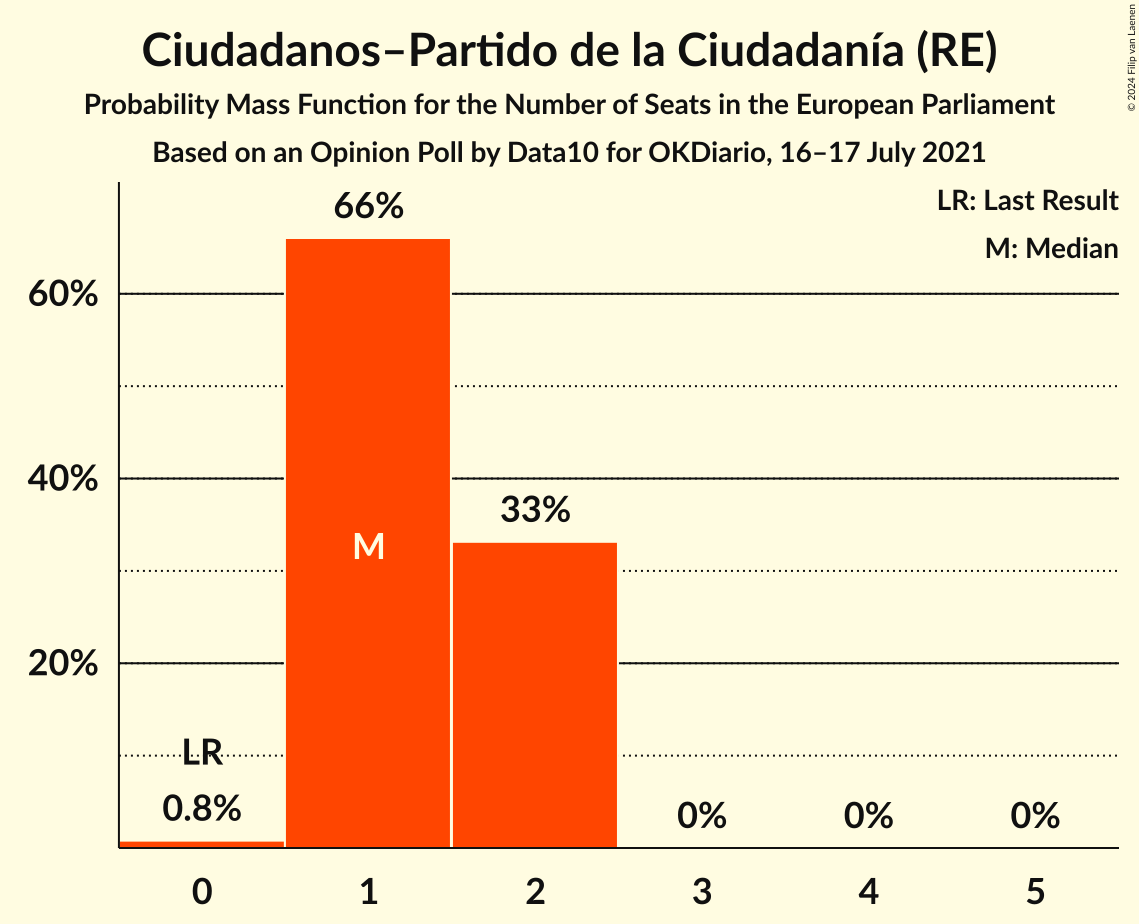 Ciudadanos–Partido de la Ciudadanía (RE)
Probability Mass Function for the Number of Seats in the European Parliament
Based on an Opinion Poll by Data10 for OKDiario, 16–17 July 2021
© 2024 Filip van Laenen
LR: Last Result
M: Median
66%
60%
40%
33%
M
20%
LR
0.8%
0%
0%
0%
0
1
2
3
4
5